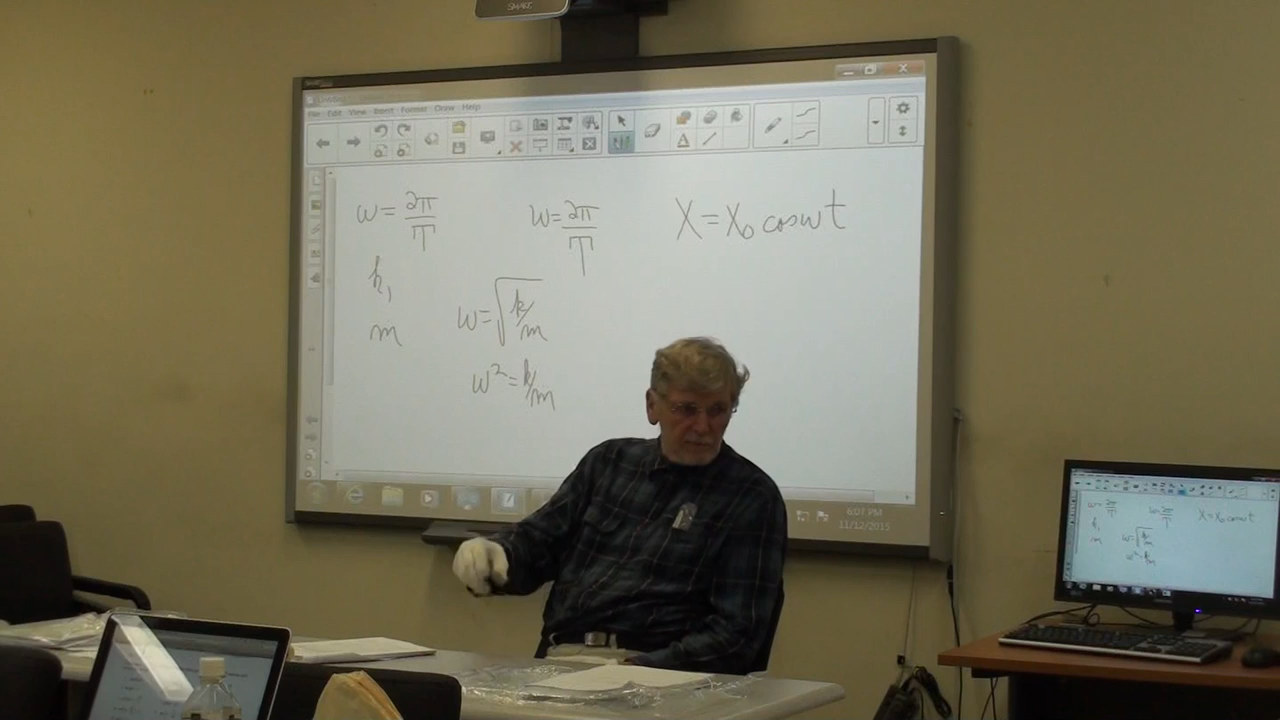 SMART
File Edit View Insert Format Draw Help
ω = 2π/T
ω = 2π/T
X = X₀ cos ωt
k,
m
ω = √k/m
ω² = k/m
6:07 PM
11/12/2015